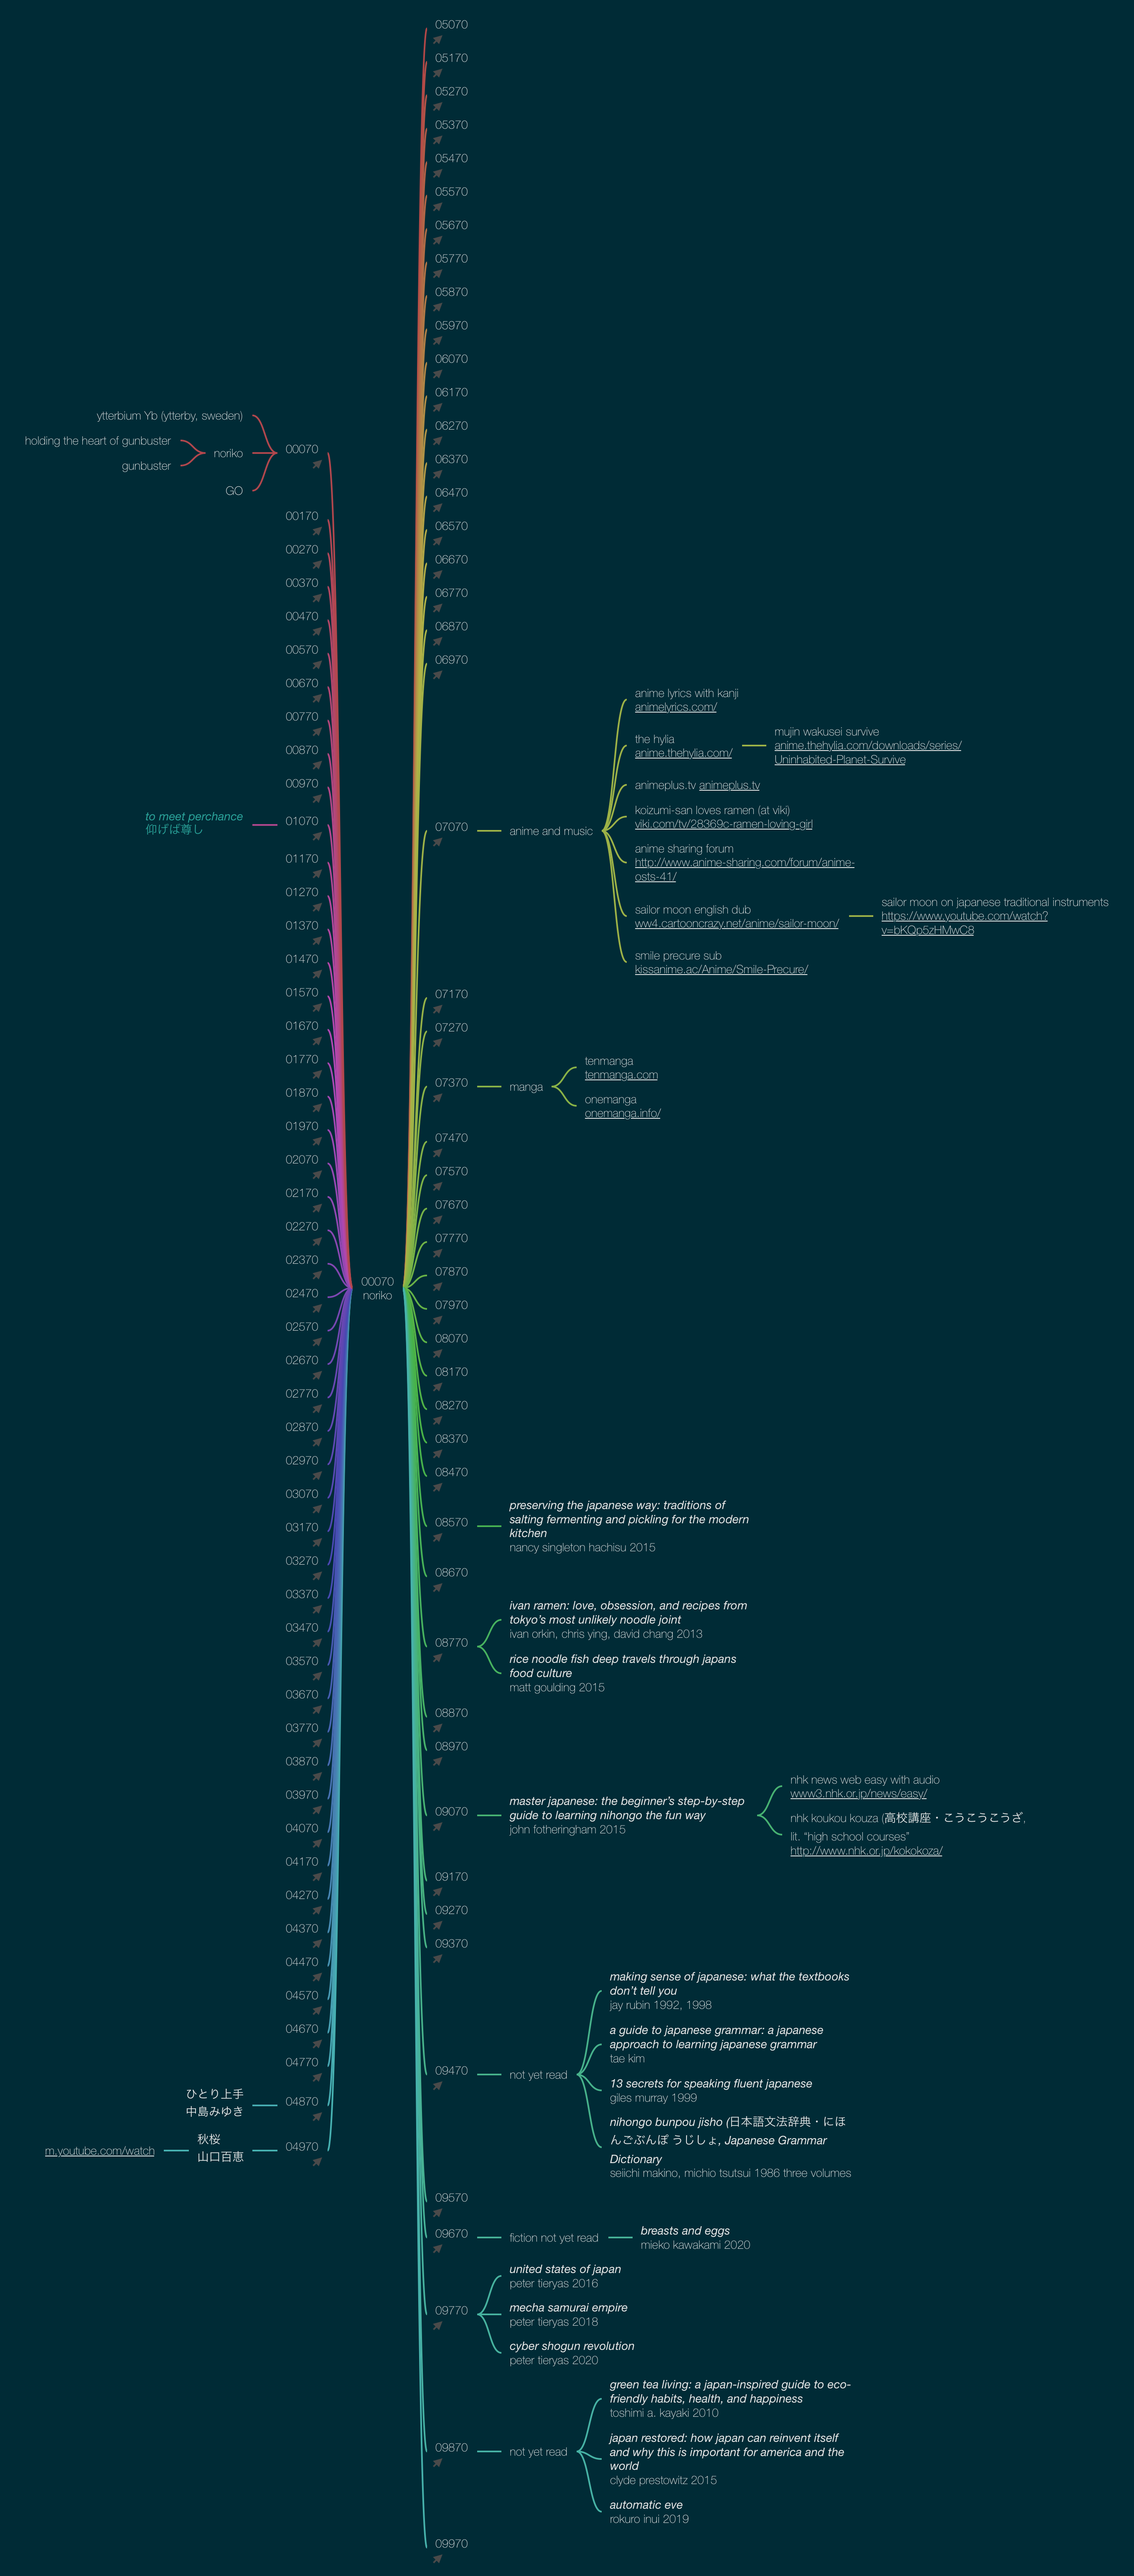 ytterbium Yb (ytterby, sweden)
holding the heart of gunbuster
gunbuster
noriko
GO
00070
00170
00270
00370
00470
00570
00670
00770
00870
00970
to meet perchance
仰げば尊し
01070
01170
01270
01370
01470
01570
01670
01770
01870
01970
02070
02170
02270
02370
02470
02570
02670
02770
02870
02970
03070
03170
03270
03370
03470
03570
03670
03770
03870
03970
04070
04170
04270
04370
04470
04570
04670
04770
ひとり上手
中島みゆき
04870
m.youtube.com/watch
秋桜
山口百恵
04970
00070
noriko
05070
05170
05270
05370
05470
05570
05670
05770
05870
05970
06070
06170
06270
06370
06470
06570
06670
06770
06870
06970
07070
anime and music
anime lyrics with kanji
animelyrics.com/
the hylia
anime.thehylia.com/
mujin wakusei survive
anime.thehylia.com/downloads/series/
Uninhabited-Planet-Survive
animeplus.tv animeplus.tv
koizumi-san loves ramen (at viki)
viki.com/tv/28369c-ramen-loving-girl
anime sharing forum
http://www.anime-sharing.com/forum/anime-
osts-41/
sailor moon english dub
ww4.cartooncrazy.net/anime/sailor-moon/
sailor moon on japanese traditional instruments
https://www.youtube.com/watch?
v=bKQp5zHMwC8
smile precure sub
kissanime.ac/Anime/Smile-Precure/
07170
07270
07370
manga
tenmanga
tenmanga.com
onemanga
onemanga.info/
07470
07570
07670
07770
07870
07970
08070
08170
08270
08370
08470
08570
preserving the japanese way: traditions of
salting fermenting and pickling for the modern
kitchen
nancy singleton hachisu 2015
08670
08770
ivan ramen: love, obsession, and recipes from
tokyo's most unlikely noodle joint
ivan orkin, chris ying, david chang 2013
rice noodle fish deep travels through japans
food culture
matt goulding 2015
08870
08970
09070
master japanese: the beginner's step-by-step
guide to learning nihongo the fun way
john fotheringham 2015
nhk news web easy with audio
www3.nhk.or.jp/news/easy/
nhk koukou kouza (高校講座・こうこうこうざ,
lit. “high school courses”
http://www.nhk.or.jp/kokokoza/
09170
09270
09370
09470
not yet read
making sense of japanese: what the textbooks
don't tell you
jay rubin 1992, 1998
a guide to japanese grammar: a japanese
approach to learning japanese grammar
tae kim
13 secrets for speaking fluent japanese
giles murray 1999
nihongo bunpou jisho (日本語文法辞典・にほ
んごぶんぽ うじしょ, Japanese Grammar
Dictionary
seiichi makino, michio tsutsui 1986 three volumes
09570
09670
fiction not yet read
breasts and eggs
mieko kawakami 2020
09770
united states of japan
peter tieryas 2016
mecha samurai empire
peter tieryas 2018
cyber shogun revolution
peter tieryas 2020
09870
not yet read
green tea living: a japan-inspired guide to eco-
friendly habits, health, and happiness
toshimi a. kayaki 2010
japan restored: how japan can reinvent itself
and why this is important for america and the
world
clyde prestowitz 2015
automatic eve
rokuro inui 2019
09970